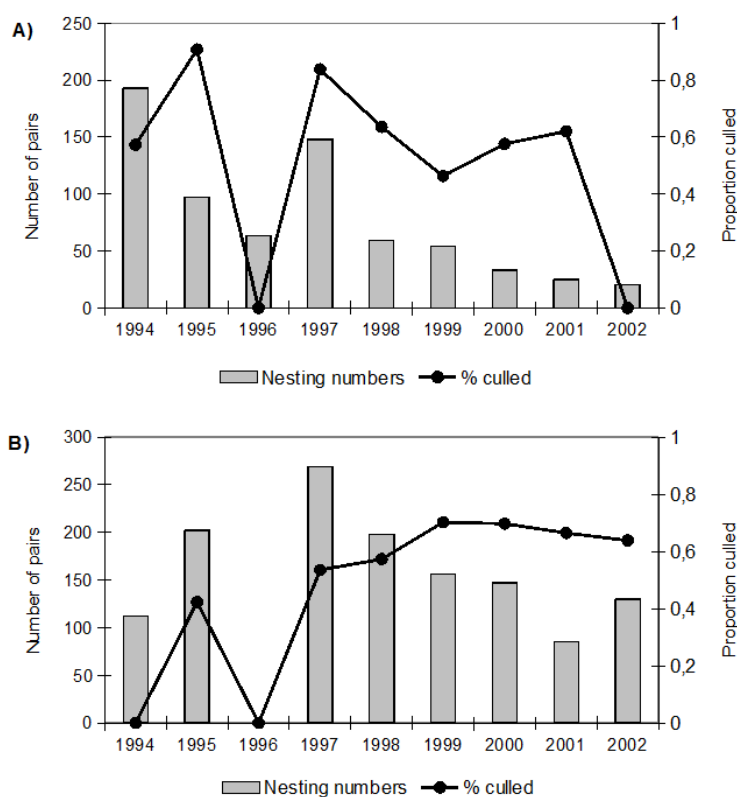 A)
Number of pairs
250
200
150
100
50
0
1
0,8
0,6
0,4
0,2
0
Proportion culled
1994 1995 1996 1997 1998 1999 2000 2001 2002
Nesting numbers % culled
B)
Number of pairs
300
250
200
150
100
50
0
1
0,8
0,6
0,4
0,2
0
Proportion culled
1994 1995 1996 1997 1998 1999 2000 2001 2002
Nesting numbers % culled